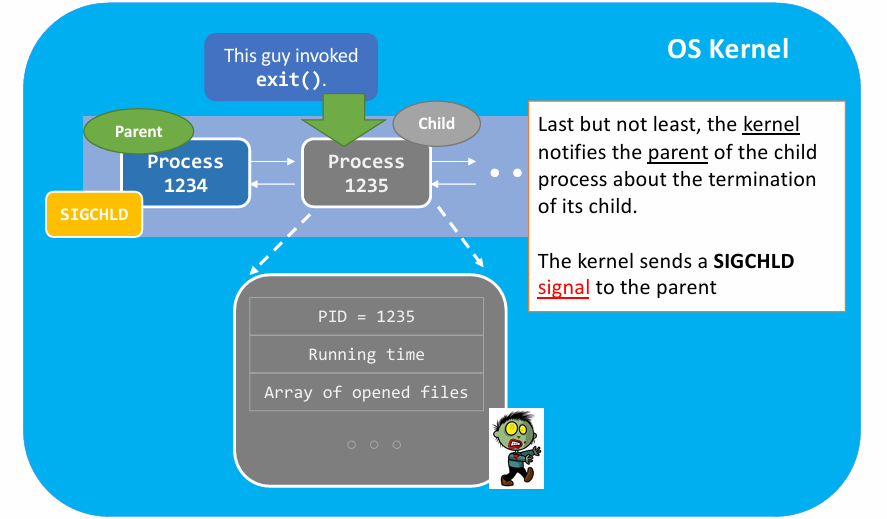 OS Kernel
This guy invoked
exit().
Parent
Child
Process
1234
Process
1235
SIGCHLD
Last but not least, the kernel
notifies the parent of the child
process about the termination
of its child.
The kernel sends a SIGCHLD
signal to the parent
PID = 1235
Running time
Array of opened files